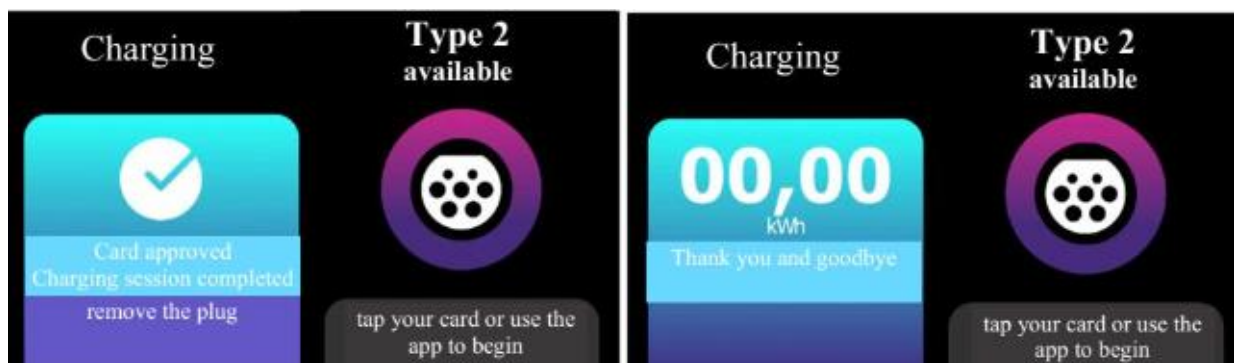 Charging
Card approved
Charging session completed
remove the plug
Type 2
available
tap your card or use the
app to begin
Charging
00,00
kWh
Thank you and goodbye
Type 2
available
tap your card or use the
app to begin